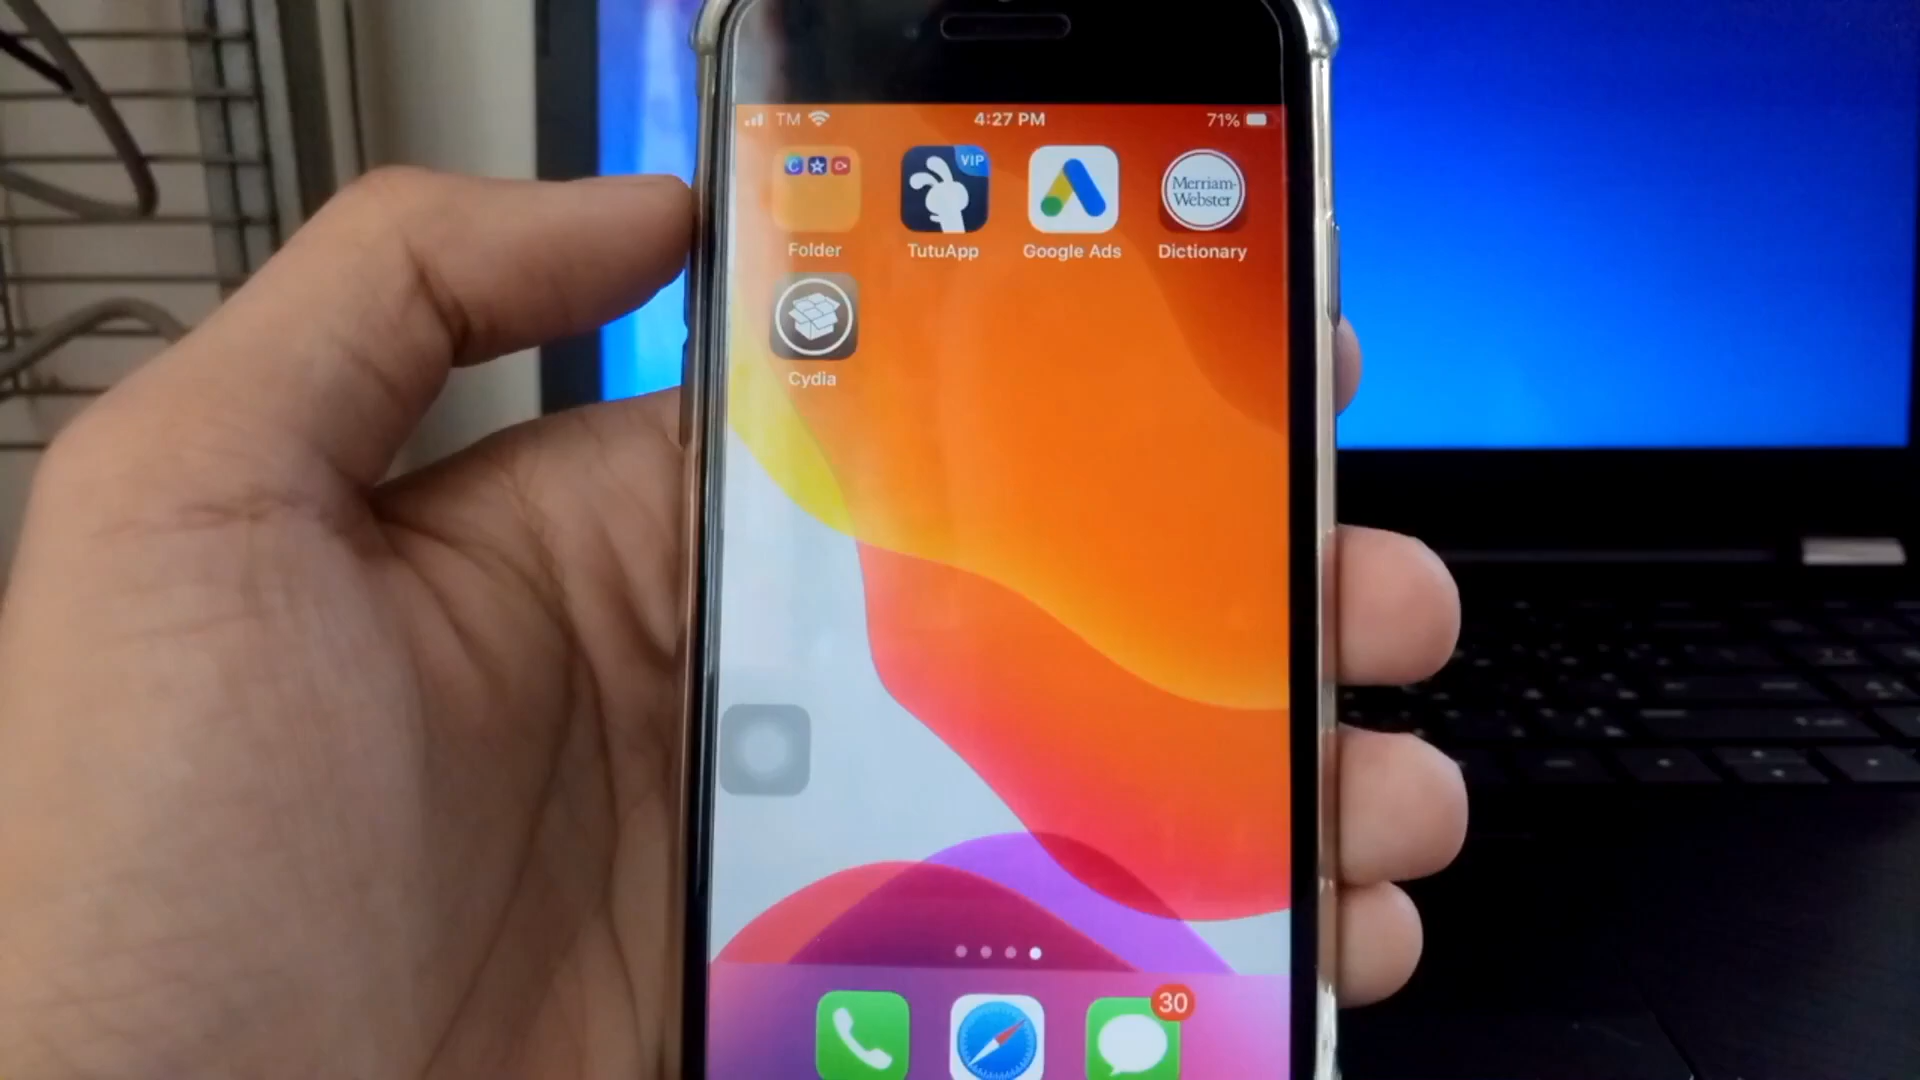 TM 4:27 PM 71%
VIP
Merriam-
Webster
Folder TutuApp Google Ads Dictionary
Cydia
30